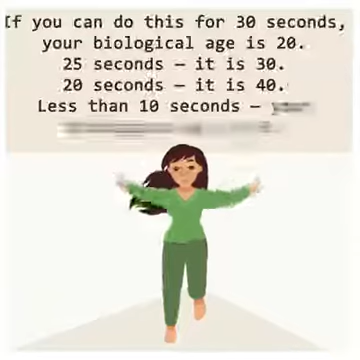 If you can do this for 30 seconds,
your biological age is 20.
25 seconds — it is 30.
20 seconds — it is 40.
Less than 10 seconds —